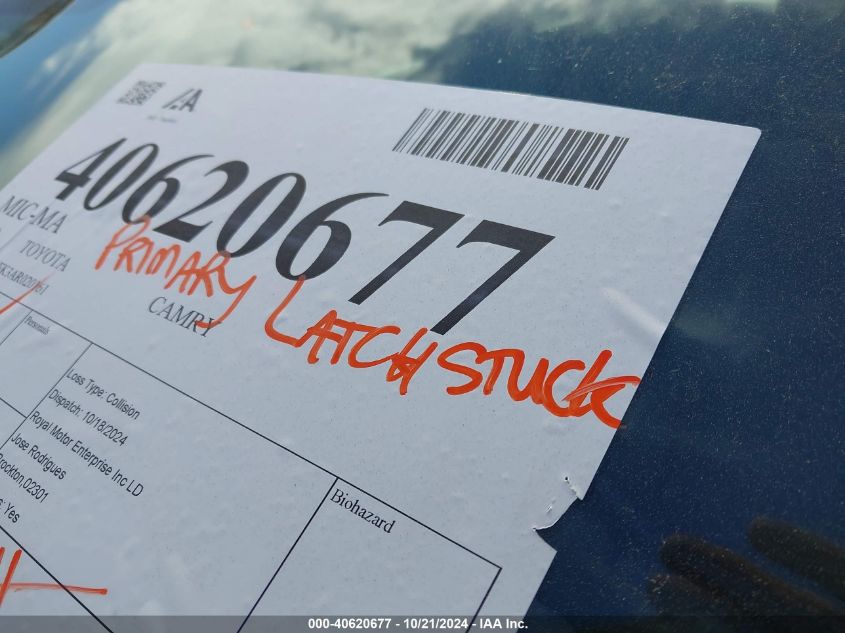 IAA
40620677
MIC-MA
TOYOTA
CAMRY
PRIMARY LATCH STUCK
Personals
Loss Type: Collision
Dispatch: 10/18/2024
Royal Motor Enterprise Inc LD
Jose Rodrigues
Brockton,02301
: Yes
Biohazard
000-40620677 - 10/21/2024 - IAA Inc.